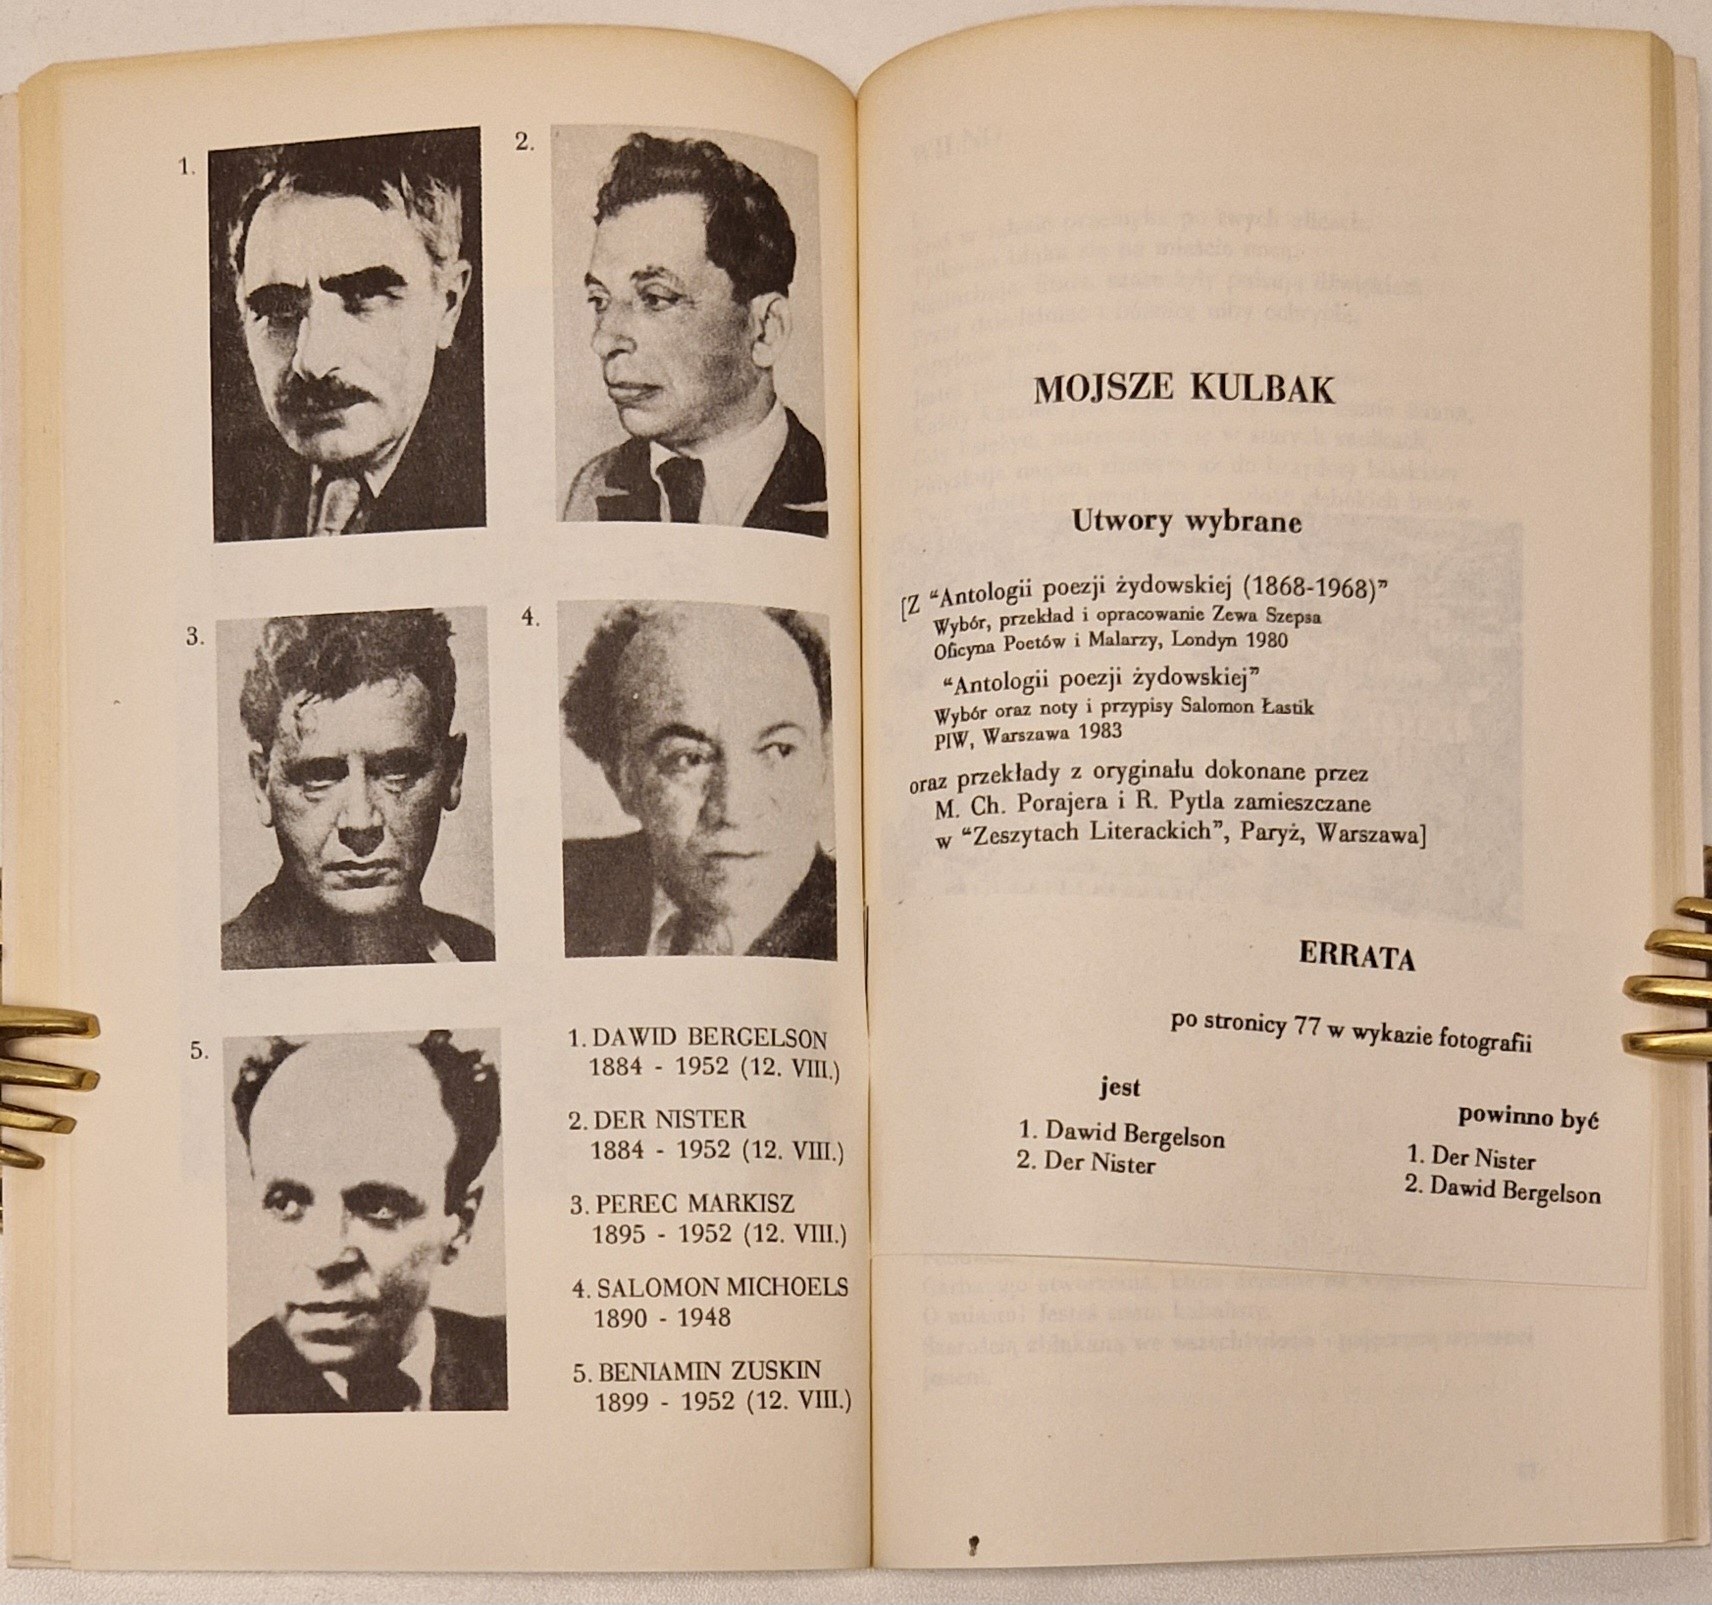 1.
2.
3.
4.
5.
1. DAWID BERGELSON
1884 - 1952 (12. VIII.)
2. DER NISTER
1884 - 1952 (12. VIII.)
3. PEREC MARKISZ
1895 - 1952 (12. VIII.)
4. SALOMON MICHOELS
1890 - 1948
5. BENIAMIN ZUSKIN
1899 - 1952 (12. VIII.)
MOJSZE KULBAK
Utwory wybrane
[Z “Antologii poezji żydowskiej (1868-1968)”
Wybór, przekład i opracowanie Zewa Szepsa
Oficyna Poetów i Malarzy, Londyn 1980
“Antologii poezji żydowskiej”
Wybór oraz noty i przypisy Salomon Łastik
PIW, Warszawa 1983
oraz przekłady z oryginału dokonane przez
M. Ch. Porajera i R. Pytla zamieszczane
w “Zeszytach Literackich”, Paryż, Warszawa]
ERRATA
po stronicy 77 w wykazie fotografii
jest
1. Dawid Bergelson
2. Der Nister
powinno być
1. Der Nister
2. Dawid Bergelson